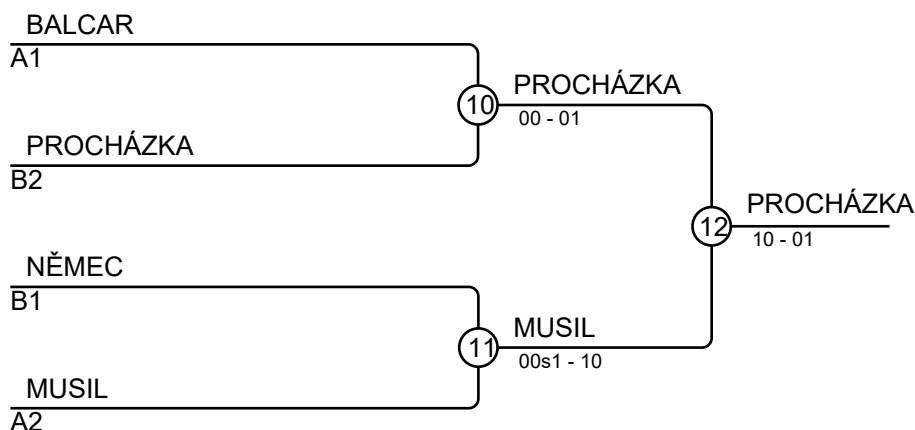 BALCAR
A1
10
PROCHÁZKA
00 - 01
PROCHÁZKA
B2
12
PROCHÁZKA
10 - 01
NĚMEC
B1
11
MUSIL
00s1 - 10
MUSIL
A2